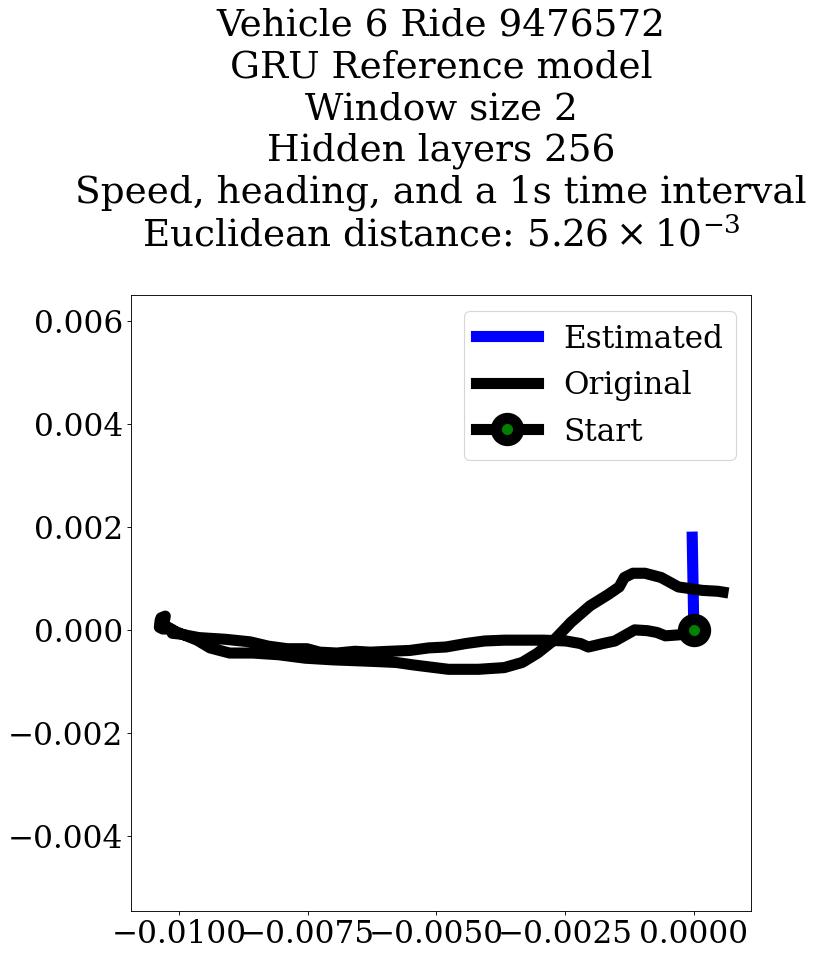 Vehicle 6 Ride 9476572
GRU Reference model
Window size 2
Hidden layers 256
Speed, heading, and a 1s time interval
Euclidean distance: 5.26 × 10⁻³
Estimated
Original
Start
0.006
0.004
0.002
0.000
−0.002
−0.004
−0.0100 −0.0075 −0.0050 −0.0025 0.0000